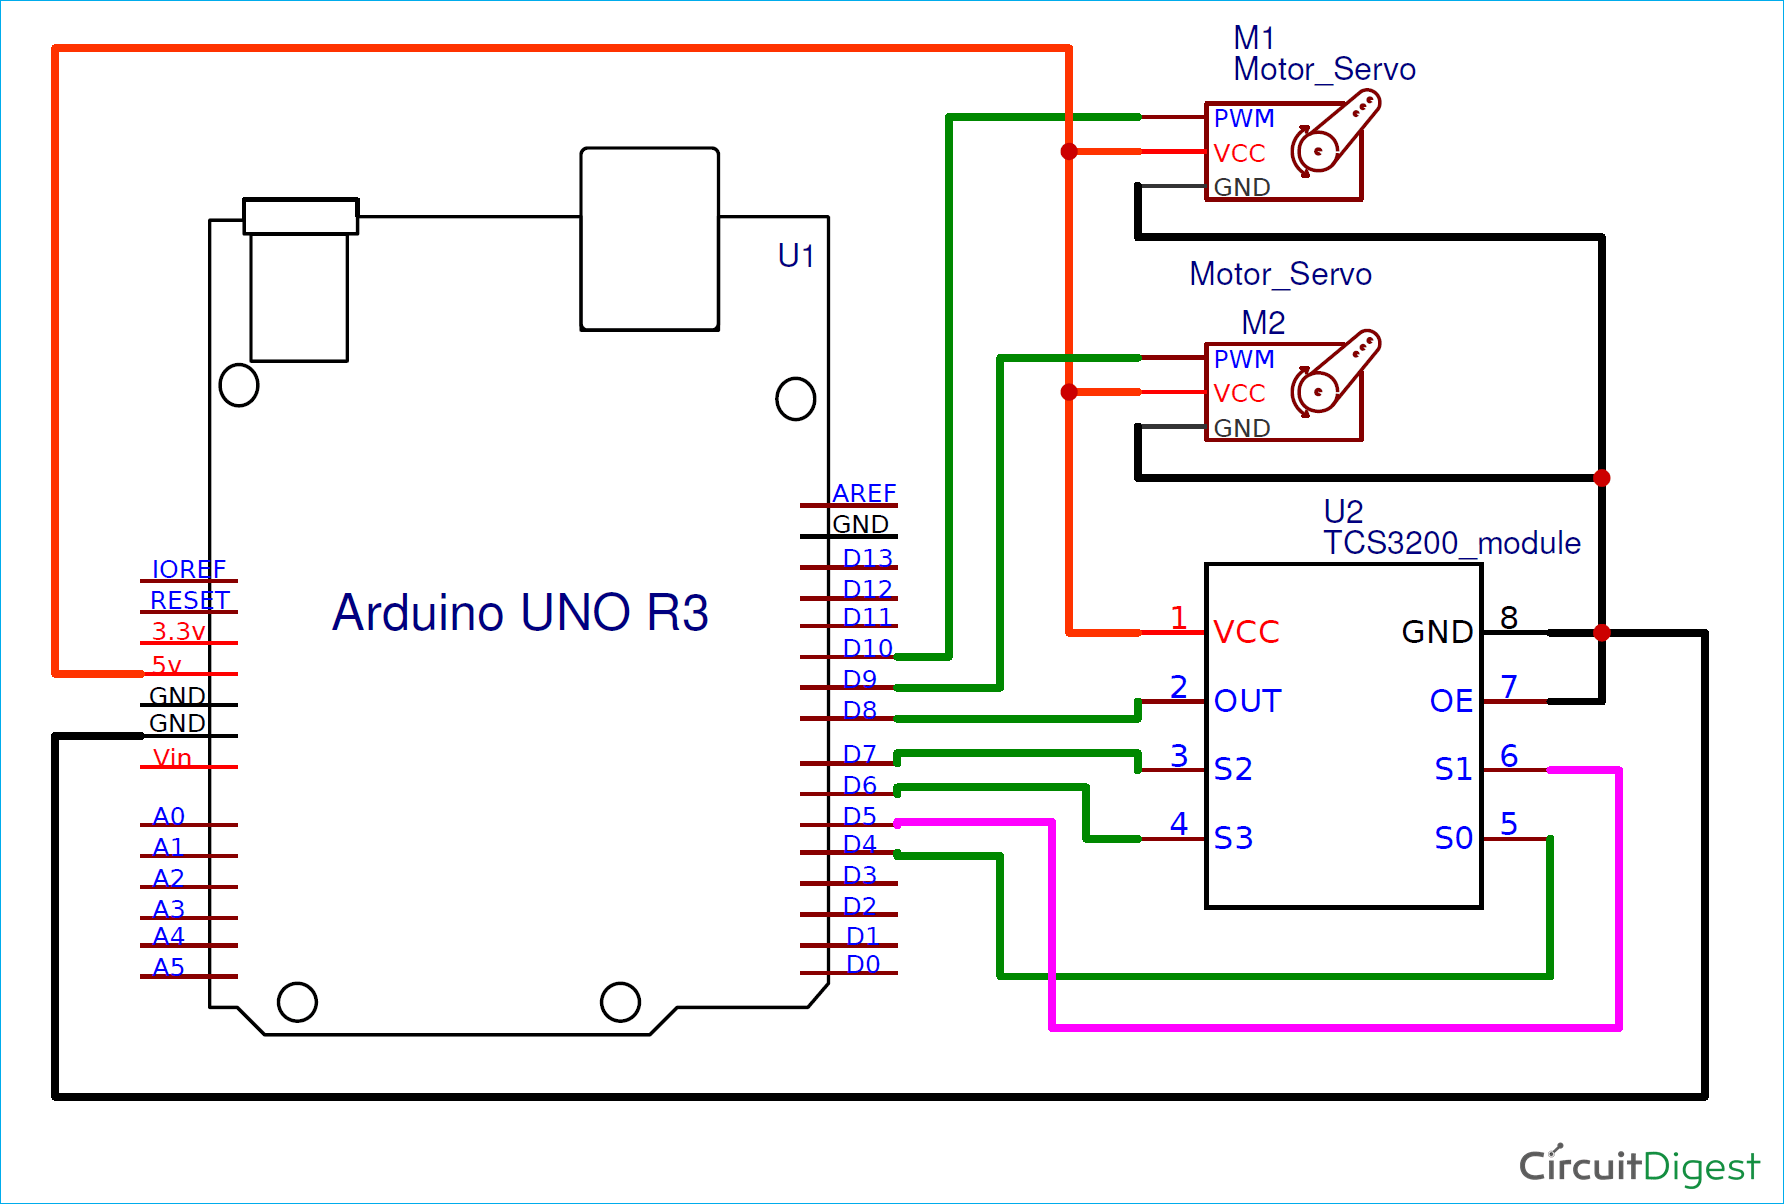 M1
Motor_Servo
PWM
VCC
GND
Motor_Servo
M2
PWM
VCC
GND
U1
Arduino UNO R3
IOREF
RESET
3.3v
5v
GND
GND
Vin
A0
A1
A2
A3
A4
A5
AREF
GND
D13
D12
D11
D10
D9
D8
D7
D6
D5
D4
D3
D2
D1
D0
U2
TCS3200_module
1 VCC GND 8
2 OUT OE 7
3 S2 S1 6
4 S3 S0 5
CircuitDigest